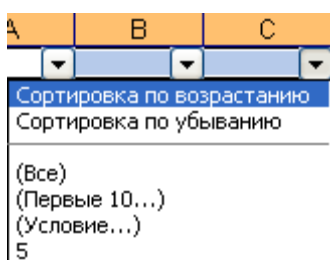 A B C
Сортировка по возрастанию
Сортировка по убыванию
(Все)
(Первые 10...)
(Условие...)
5